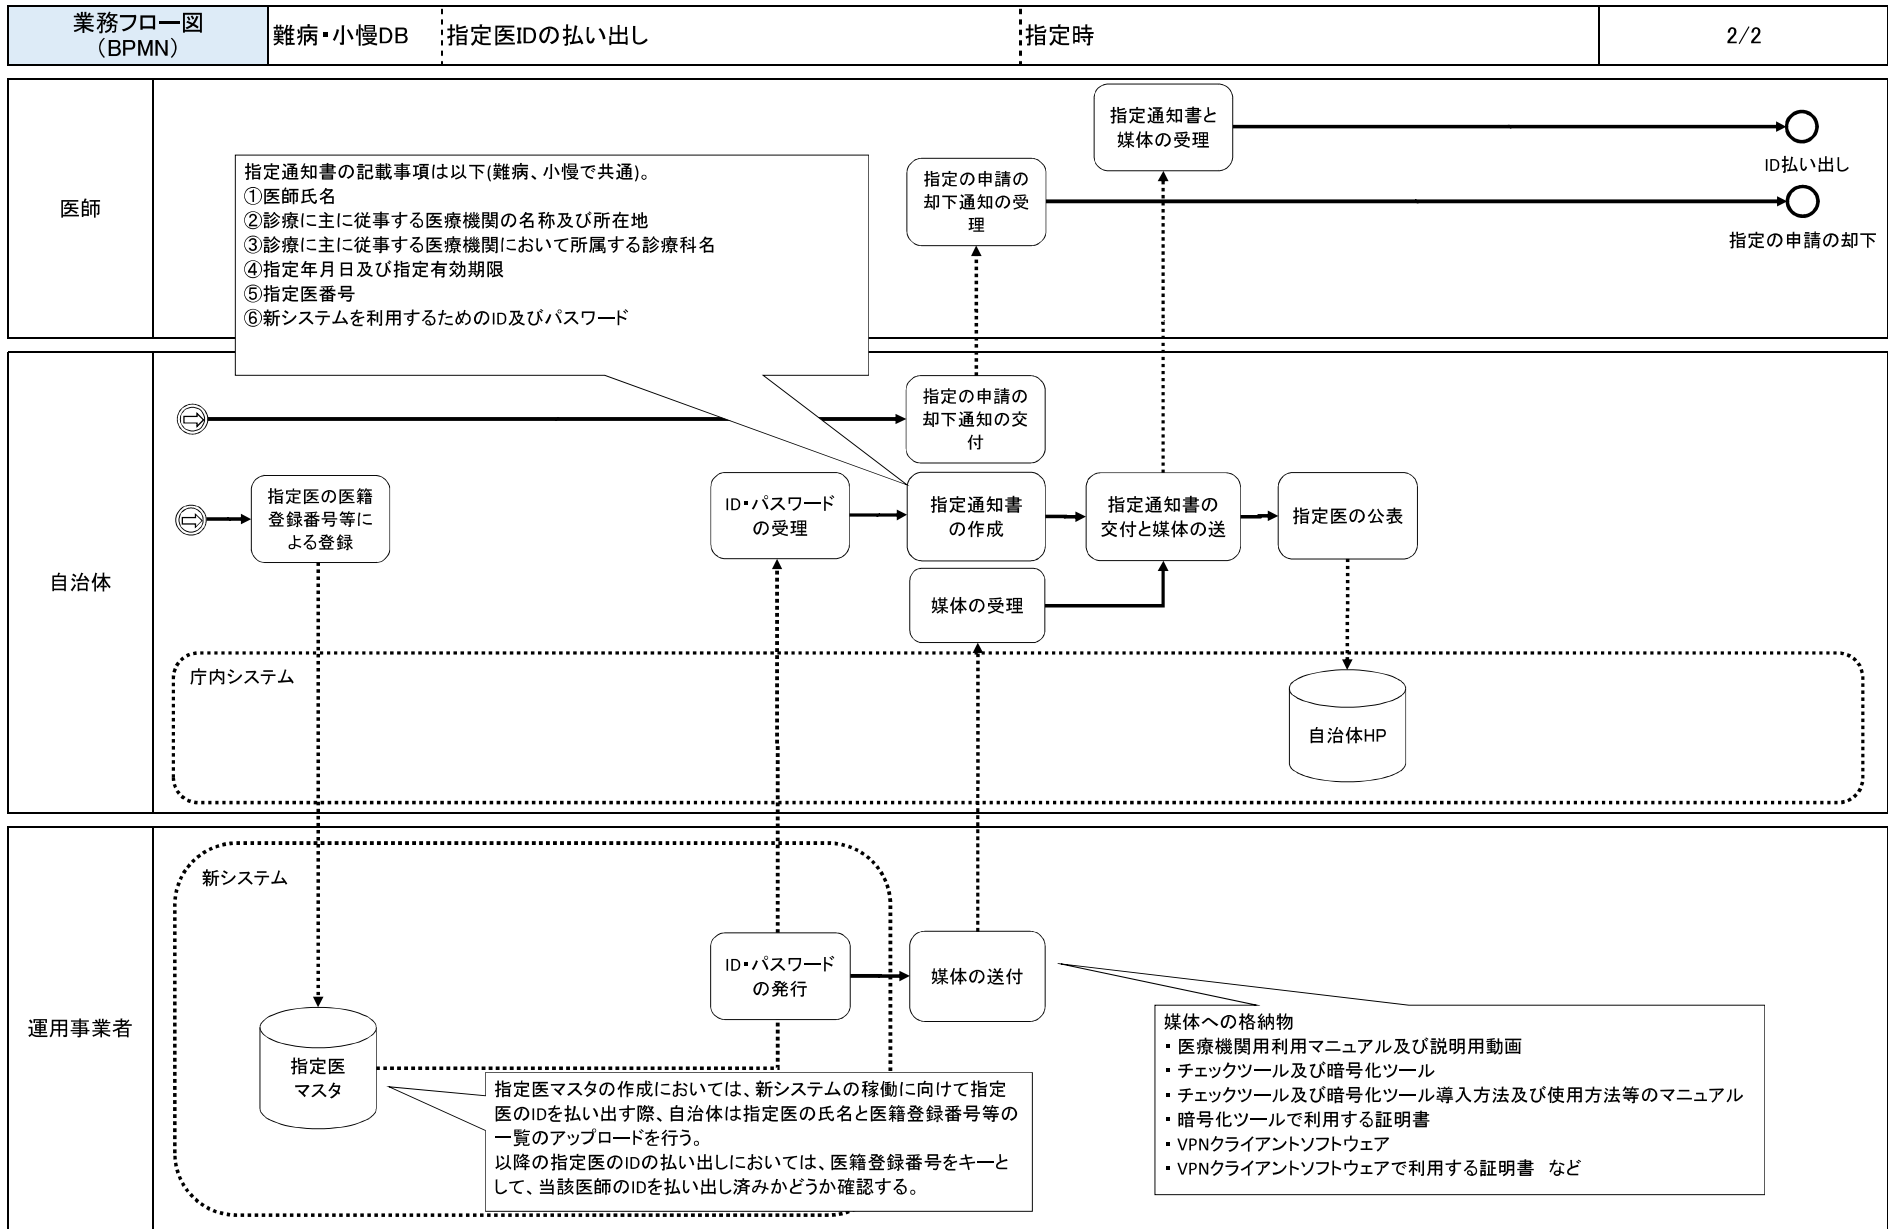 業務フロー図
（BPMN）
難病・小慢DB
指定医IDの払い出し
指定時
2/2
医師
指定通知書と
媒体の受理
ID払い出し
指定の申請の
却下通知の受
理
指定の申請の却下
指定通知書の記載事項は以下(難病、小慢で共通)。
①医師氏名
②診療に主に従事する医療機関の名称及び所在地
③診療に主に従事する医療機関において所属する診療科名
④指定年月日及び指定有効期限
⑤指定医番号
⑥新システムを利用するためのID及びパスワード
自治体
指定の申請の
却下通知の交
付
指定医の医籍
登録番号等に
よる登録
ID・パスワード
の受理
指定通知書
の作成
指定通知書の
交付と媒体の送
指定医の公表
媒体の受理
庁内システム
自治体HP
運用事業者
新システム
ID・パスワード
の発行
媒体の送付
指定医
マスタ
指定医マスタの作成においては、新システムの稼働に向けて指定
医のIDを払い出す際、自治体は指定医の氏名と医籍登録番号等の
一覧のアップロードを行う。
以降の指定医のIDの払い出しにおいては、医籍登録番号をキーと
して、当該医師のIDを払い出し済みかどうか確認する。
媒体への格納物
・医療機関用利用マニュアル及び説明用動画
・チェックツール及び暗号化ツール
・チェックツール及び暗号化ツール導入方法及び使用方法等のマニュアル
・暗号化ツールで利用する証明書
・VPNクライアントソフトウェア
・VPNクライアントソフトウェアで利用する証明書　など